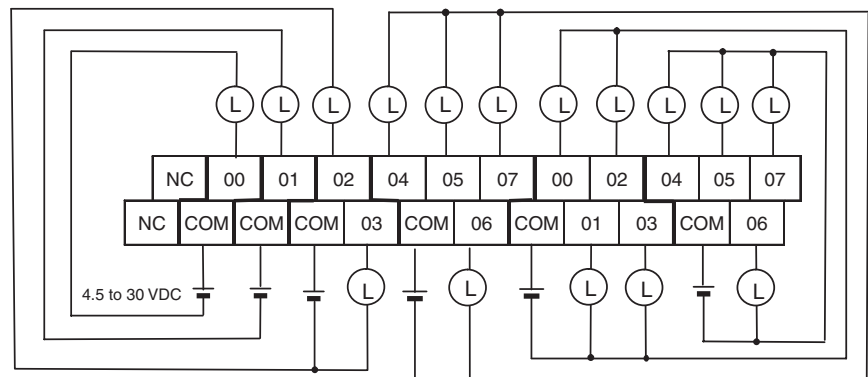 L L L L L L L L L L L
NC 00 01 02 04 05 07 00 02 04 05 07
NC COM COM COM 03 COM 06 COM 01 03 COM 06
4.5 to 30 VDC
L L L L L